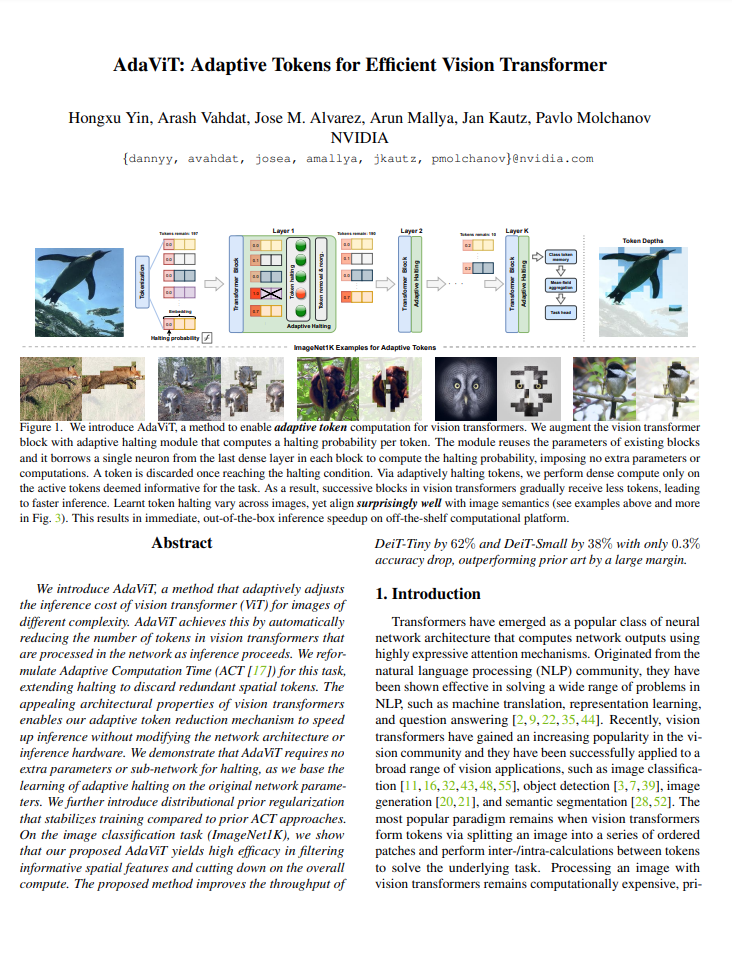 AdaViT: Adaptive Tokens for Efficient Vision Transformer
Hongxu Yin, Arash Vahdat, Jose M. Alvarez, Arun Mallya, Jan Kautz, Pavlo Molchanov
NVIDIA
{dannyy, avahdat, josea, amallya, jkautz, pmolchanov}@nvidia.com
Tokens remain: 197
Layer 1
Tokens remain: 180
Layer 2
Tokens remain: 10
Layer K
Token Depths
Tokenization
Embedding
Halting probability
Transformer Block
Token halting
Token removal & reorg.
Adaptive Halting
Transformer Block
Adaptive Halting
Transformer Block
Adaptive Halting
Class token
memory
Mean-field
aggregation
Task head
ImageNet1K Examples for Adaptive Tokens
Figure 1. We introduce AdaViT, a method to enable adaptive token computation for vision transformers. We augment the vision transformer
block with adaptive halting module that computes a halting probability per token. The module reuses the parameters of existing blocks
and it borrows a single neuron from the last dense layer in each block to compute the halting probability, imposing no extra parameters or
computations. A token is discarded once reaching the halting condition. Via adaptively halting tokens, we perform dense compute only on
the active tokens deemed informative for the task. As a result, successive blocks in vision transformers gradually receive less tokens, leading
to faster inference. Learnt token halting vary across images, yet align surprisingly well with image semantics (see examples above and more
in Fig. 3). This results in immediate, out-of-the-box inference speedup on off-the-shelf computational platform.
Abstract
We introduce AdaViT, a method that adaptively adjusts
the inference cost of vision transformer (ViT) for images of
different complexity. AdaViT achieves this by automatically
reducing the number of tokens in vision transformers that
are processed in the network as inference proceeds. We refor-
mulate Adaptive Computation Time (ACT [17]) for this task,
extending halting to discard redundant spatial tokens. The
appealing architectural properties of vision transformers
enables our adaptive token reduction mechanism to speed
up inference without modifying the network architecture or
inference hardware. We demonstrate that AdaViT requires no
extra parameters or sub-network for halting, as we base the
learning of adaptive halting on the original network parame-
ters. We further introduce distributional prior regularization
that stabilizes training compared to prior ACT approaches.
On the image classification task (ImageNet1K), we show
that our proposed AdaViT yields high efficacy in filtering
informative spatial features and cutting down on the overall
compute. The proposed method improves the throughput of
DeiT-Tiny by 62% and DeiT-Small by 38% with only 0.3%
accuracy drop, outperforming prior art by a large margin.
1. Introduction
Transformers have emerged as a popular class of neural
network architecture that computes network outputs using
highly expressive attention mechanisms. Originated from the
natural language processing (NLP) community, they have
been shown effective in solving a wide range of problems in
NLP, such as machine translation, representation learning,
and question answering [2, 9, 22, 35, 44]. Recently, vision
transformers have gained an increasing popularity in the vi-
sion community and they have been successfully applied to a
broad range of vision applications, such as image classifica-
tion [11, 16, 32, 43, 48, 55], object detection [3, 7, 39], image
generation [20, 21], and semantic segmentation [28, 52]. The
most popular paradigm remains when vision transformers
form tokens via splitting an image into a series of ordered
patches and perform inter-/intra-calculations between tokens
to solve the underlying task. Processing an image with
vision transformers remains computationally expensive, pri-